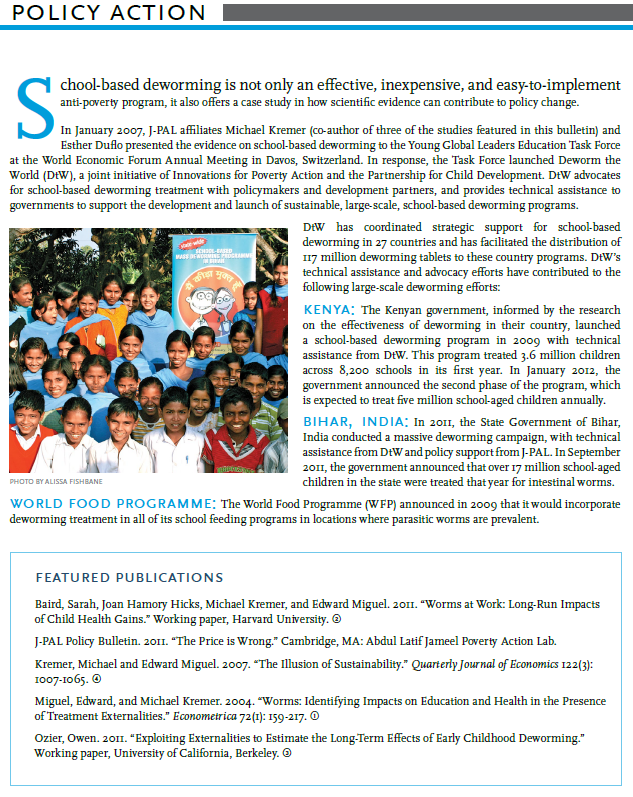 POLICY ACTION
School-based deworming is not only an effective, inexpensive, and easy-to-implement
anti-poverty program, it also offers a case study in how scientific evidence can contribute to policy change.
In January 2007, J-PAL affiliates Michael Kremer (co-author of three of the studies featured in this bulletin) and
Esther Duflo presented the evidence on school-based deworming to the Young Global Leaders Education Task Force
at the World Economic Forum Annual Meeting in Davos, Switzerland. In response, the Task Force launched Deworm the
World (DtW), a joint initiative of Innovations for Poverty Action and the Partnership for Child Development. DtW advocates
for school-based deworming treatment with policymakers and development partners, and provides technical assistance to
governments to support the development and launch of sustainable, large-scale, school-based deworming programs.
state-wide
SCHOOL-BASED
MASS DEWORMING PROGRAMME
IN BIHAR
मैं कीड़ा मुक्त हूँ
PHOTO BY ALISSA FISHBANE
DtW has coordinated strategic support for school-based
deworming in 27 countries and has facilitated the distribution of
117 million deworming tablets to these country programs. DtW's
technical assistance and advocacy efforts have contributed to the
following large-scale deworming efforts:
KENYA: The Kenyan government, informed by the research
on the effectiveness of deworming in their country, launched
a school-based deworming program in 2009 with technical
assistance from DtW. This program treated 3.6 million children
across 8,200 schools in its first year. In January 2012, the
government announced the second phase of the program, which
is expected to treat five million school-aged children annually.
BIHAR, INDIA: In 2011, the State Government of Bihar,
India conducted a massive deworming campaign, with technical
assistance from DtW and policy support from J-PAL. In September
2011, the government announced that over 17 million school-aged
children in the state were treated that year for intestinal worms.
WORLD FOOD PROGRAMME: The World Food Programme (WFP) announced in 2009 that it would incorporate
deworming treatment in all of its school feeding programs in locations where parasitic worms are prevalent.
FEATURED PUBLICATIONS
Baird, Sarah, Joan Hamory Hicks, Michael Kremer, and Edward Miguel. 2011. "Worms at Work: Long-Run Impacts
of Child Health Gains." Working paper, Harvard University. ②
J-PAL Policy Bulletin. 2011. "The Price is Wrong." Cambridge, MA: Abdul Latif Jameel Poverty Action Lab.
Kremer, Michael and Edward Miguel. 2007. "The Illusion of Sustainability." Quarterly Journal of Economics 122(3):
1007-1065. ④
Miguel, Edward, and Michael Kremer. 2004. "Worms: Identifying Impacts on Education and Health in the Presence
of Treatment Externalities." Econometrica 72(1): 159-217. ①
Ozier, Owen. 2011. "Exploiting Externalities to Estimate the Long-Term Effects of Early Childhood Deworming."
Working paper, University of California, Berkeley. ③